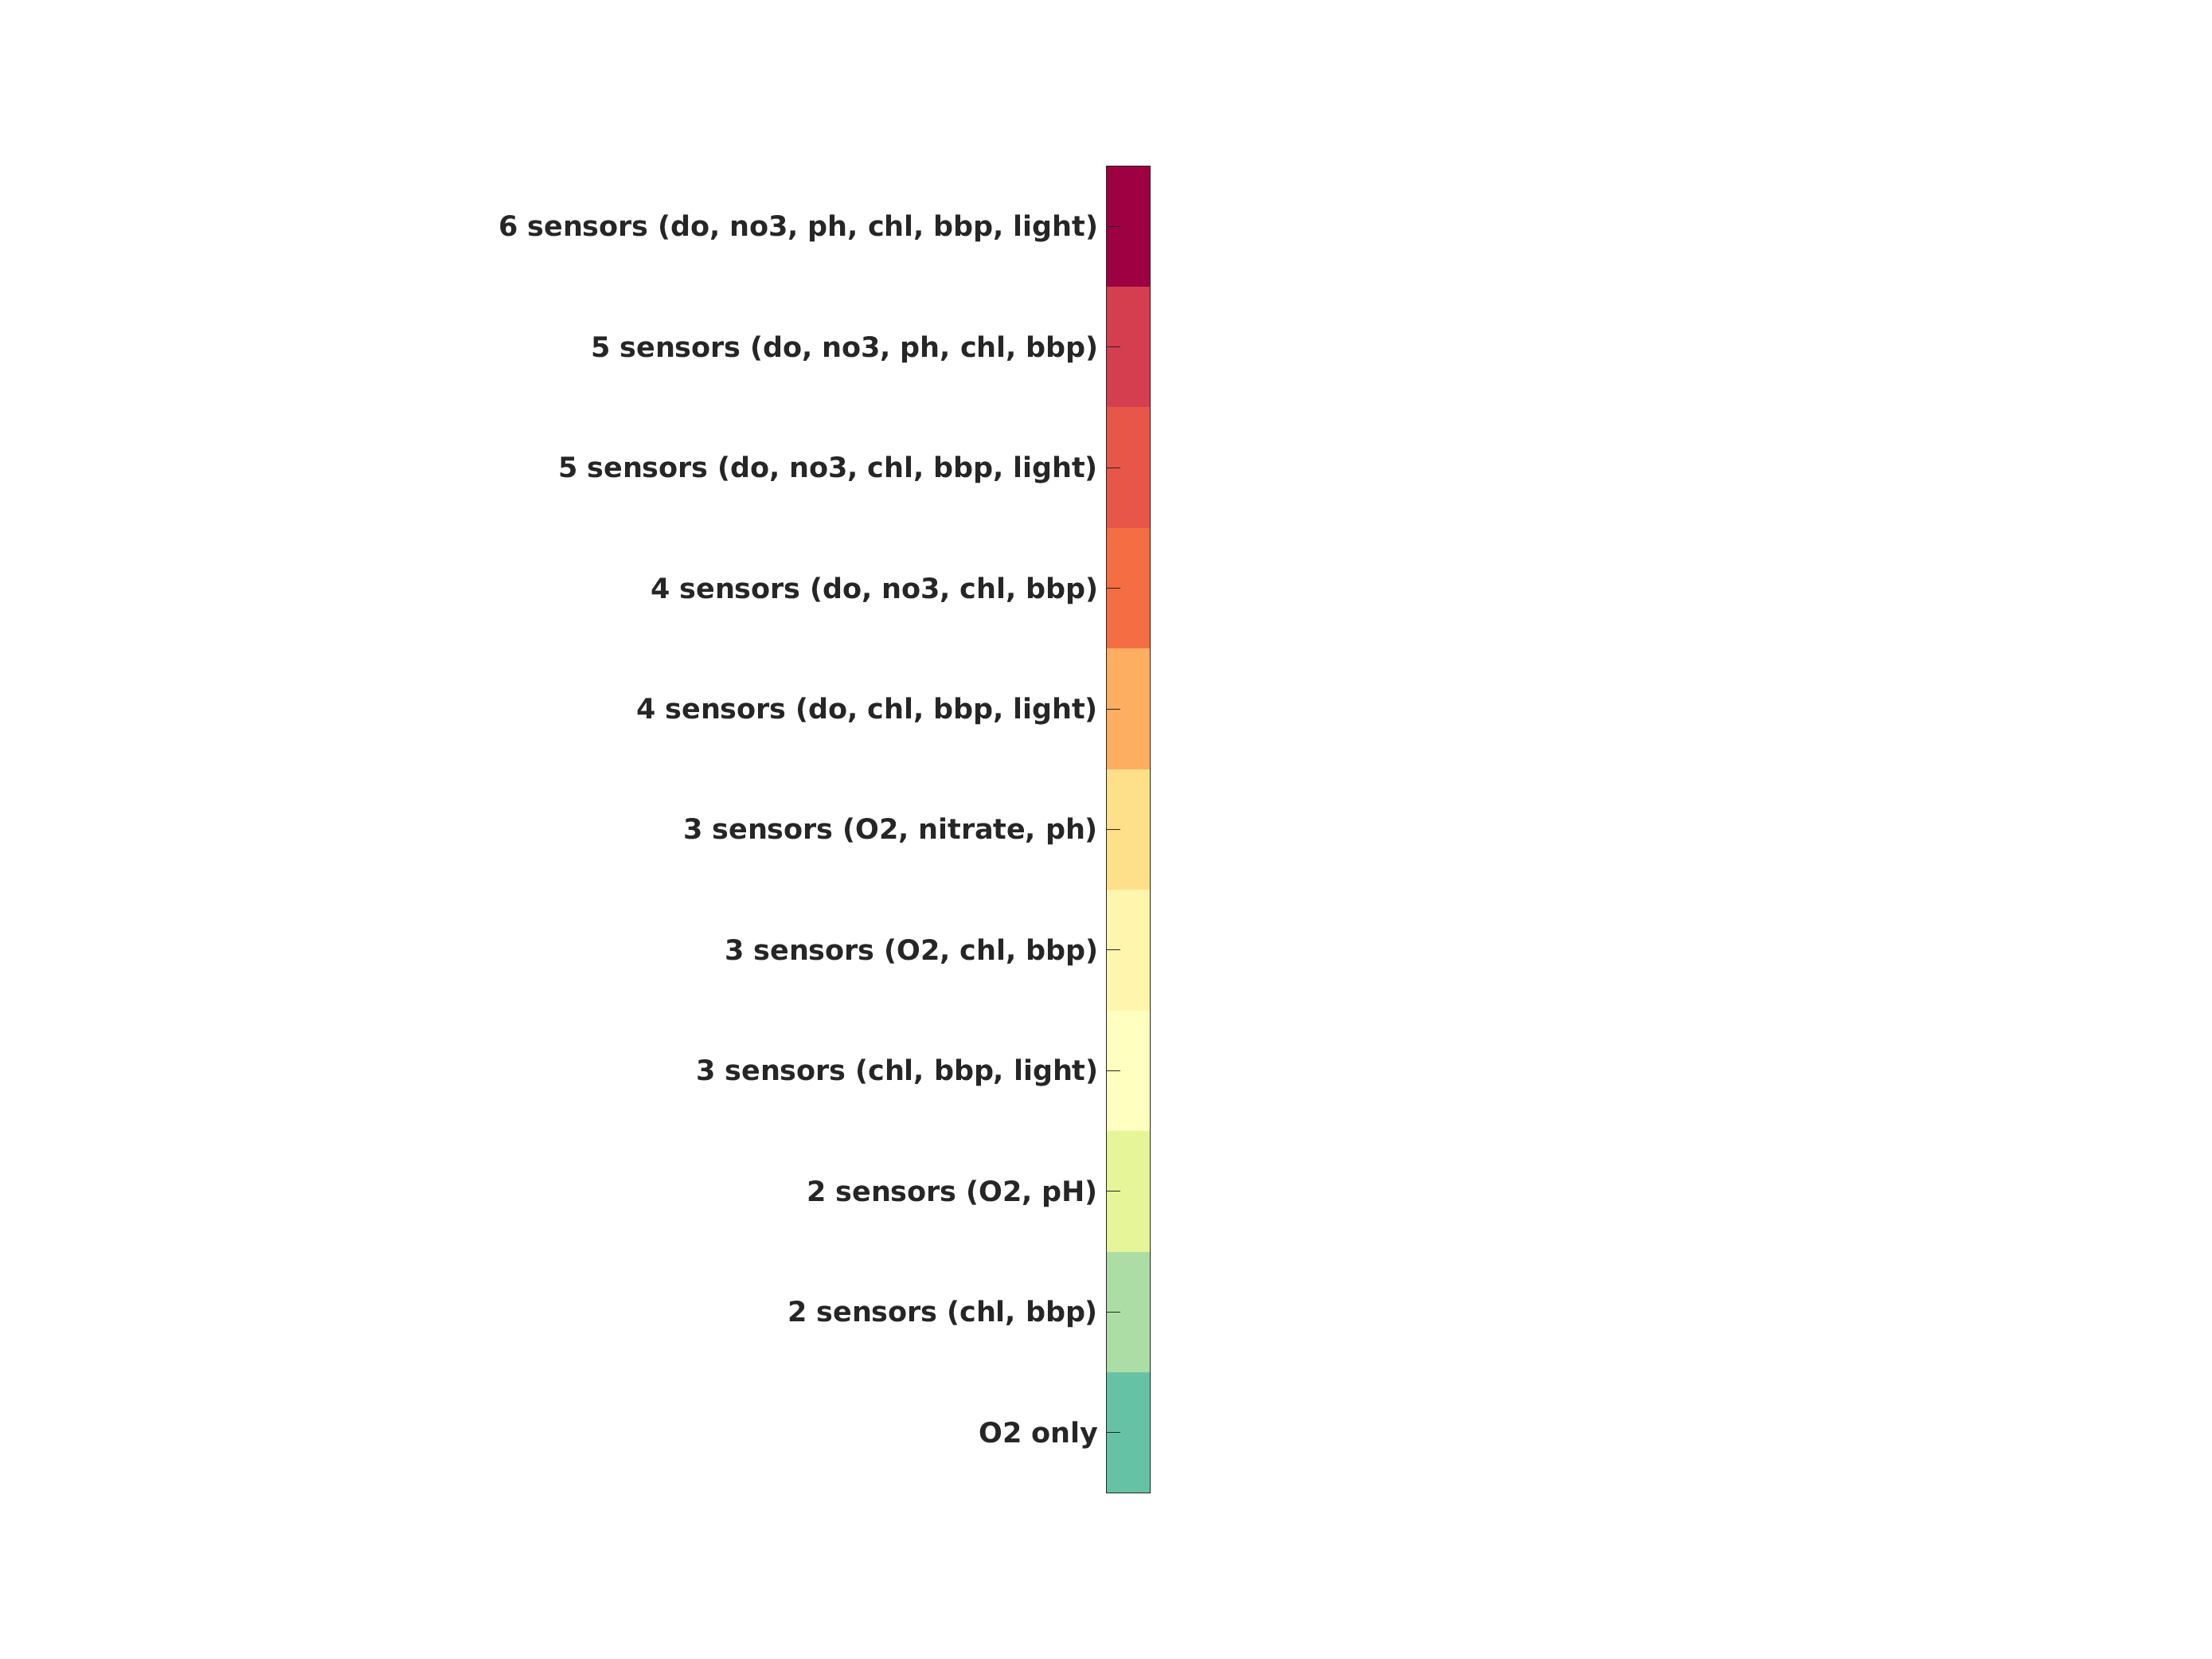 6 sensors (do, no3, ph, chl, bbp, light)
5 sensors (do, no3, ph, chl, bbp)
5 sensors (do, no3, chl, bbp, light)
4 sensors (do, no3, chl, bbp)
4 sensors (do, chl, bbp, light)
3 sensors (O2, nitrate, ph)
3 sensors (O2, chl, bbp)
3 sensors (chl, bbp, light)
2 sensors (O2, pH)
2 sensors (chl, bbp)
O2 only